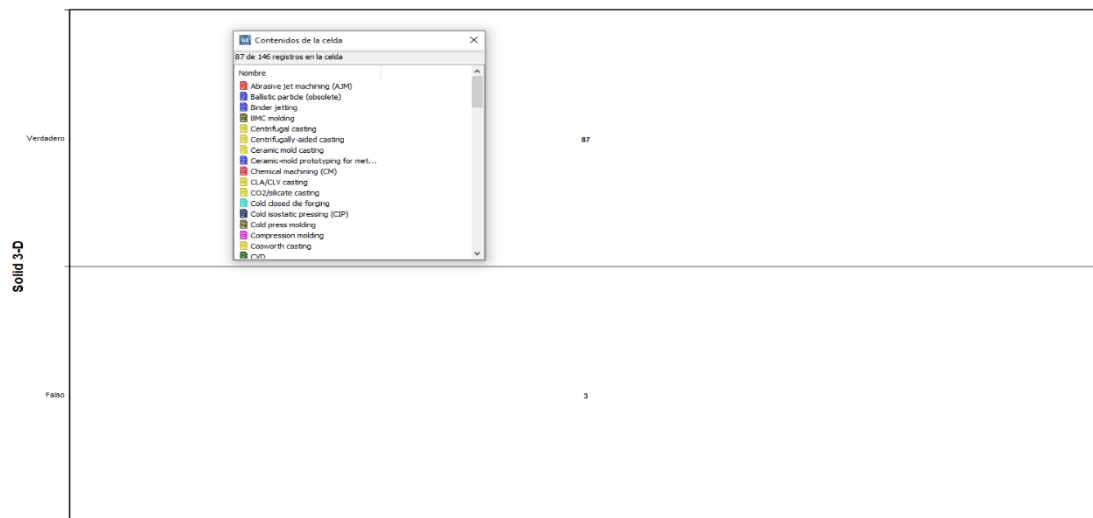 Contenidos de la celda
87 de 146 registros en la celda
Nombre
Abrasive jet machining (AJM)
Ballistic particle (obsolete)
Binder jetting
BMC molding
Centrifugal casting
Centrifugally-aided casting
Ceramic mold casting
Ceramic-mold prototyping for met...
Chemical machining (CM)
CLA/CLV casting
CO2/silicate casting
Cold closed die forging
Cold isostatic pressing (CIP)
Cold press molding
Compression molding
Cosworth casting
CVD
Verdadero
87
Solid 3-D
Falso
3